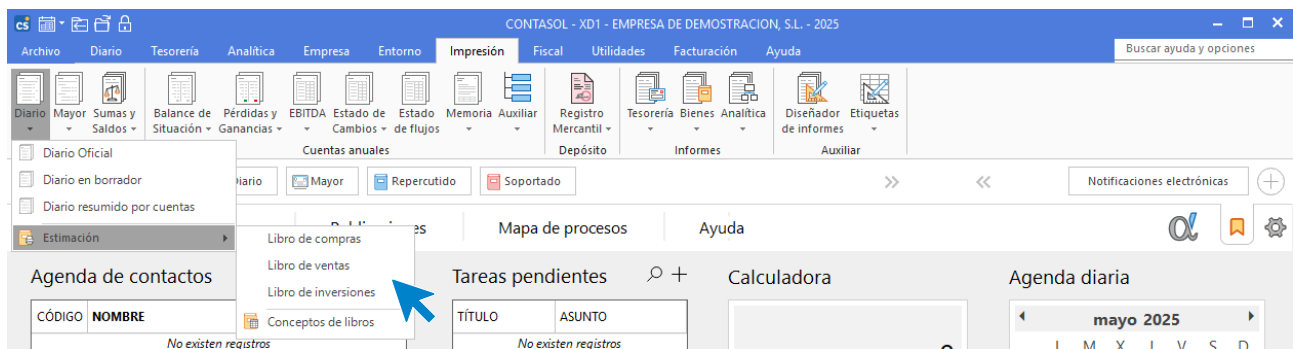 cs CONTASOL - XD1 - EMPRESA DE DEMOSTRACION, S.L. - 2025
Archivo Diario Tesorería Analítica Empresa Entorno Impresión Fiscal Utilidades Facturación Ayuda Buscar ayuda y opciones
Diario Mayor Sumas y Balance de Pérdidas y EBITDA Estado de Estado Memoria Auxiliar Registro Tesorería Bienes Analítica Diseñador Etiquetas
Saldos Situación Ganancias Cambios de flujos Mercantil de informes
Cuentas anuales Depósito Informes Auxiliar
Diario Oficial
Diario en borrador
Mayor Repercutido Soportado Notificaciones electrónicas
Diario resumido por cuentas
Mapa de procesos Ayuda
Estimación
Libro de compras
Libro de ventas
Libro de inversiones
Conceptos de libros
Agenda de contactos Tareas pendientes Calculadora Agenda diaria
CÓDIGO NOMBRE TÍTULO ASUNTO mayo 2025
No existen registros No existen registros L M X J V S D